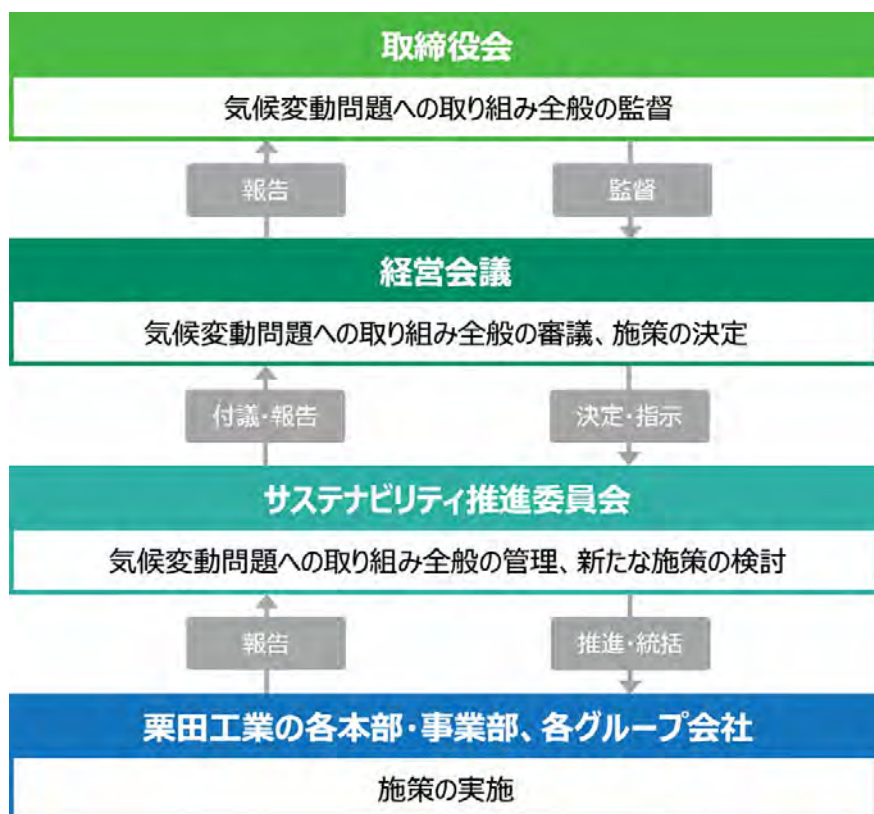 取締役会
気候変動問題への取り組み全般の監督
報告
監督
経営会議
気候変動問題への取り組み全般の審議、施策の決定
付議・報告
決定・指示
サステナビリティ推進委員会
気候変動問題への取り組み全般の管理、新たな施策の検討
報告
推進・統括
栗田工業の各本部・事業部、各グループ会社
施策の実施